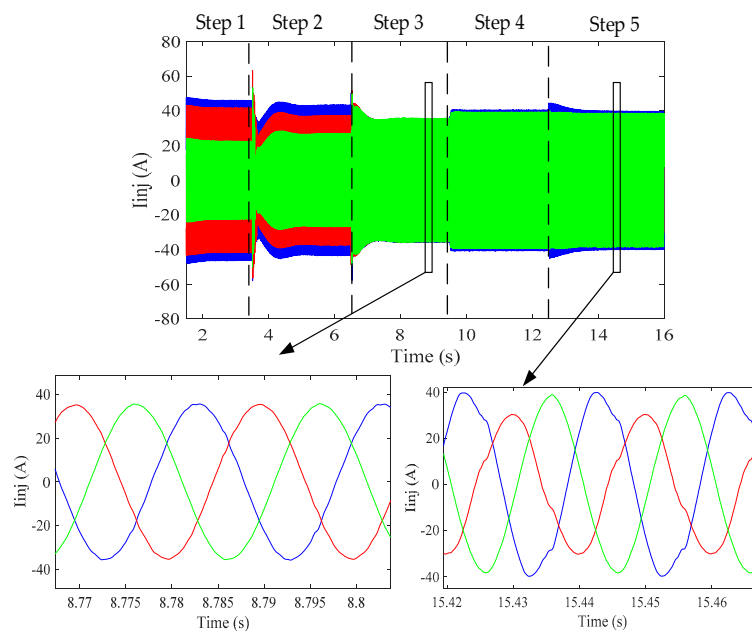 Step 1 Step 2 Step 3 Step 4 Step 5
80
60
40
20
0
-20
-40
-60
-80
Iinj (A)
2 4 6 8 10 12 14 16
Time (s)
40
20
0
-20
-40
Iinj (A)
8.77 8.775 8.78 8.785 8.79 8.795 8.8
Time (s)
40
20
0
-20
-40
Iinj (A)
15.42 15.43 15.44 15.45 15.46
Time (s)